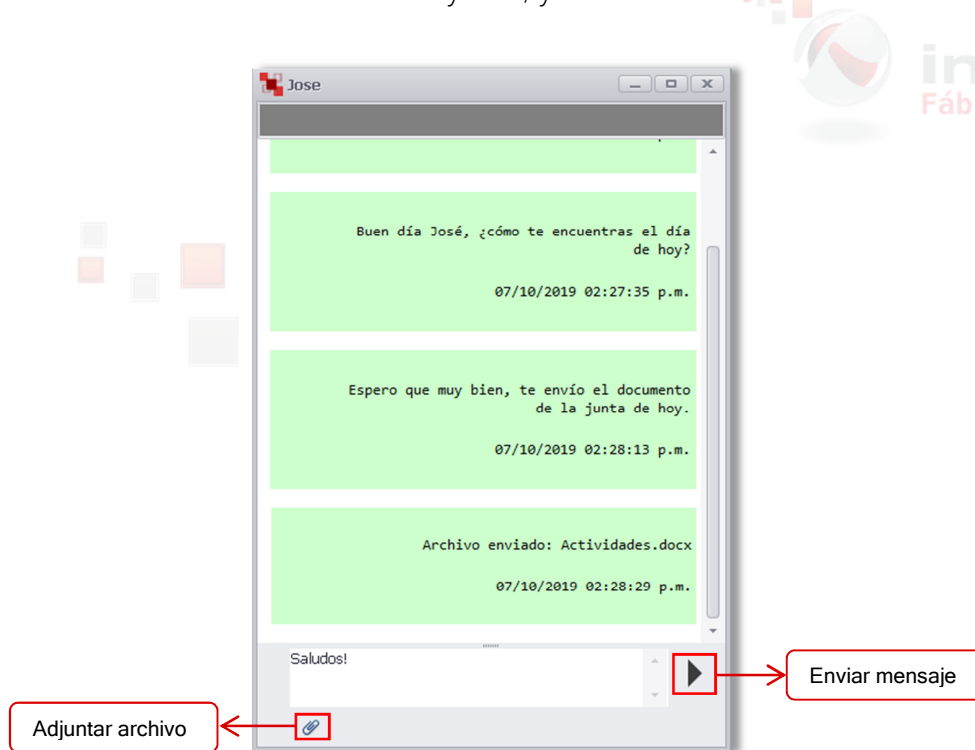 Jose
Buen día José, ¿cómo te encuentras el día
de hoy?
07/10/2019 02:27:35 p.m.
Espero que muy bien, te envío el documento
de la junta de hoy.
07/10/2019 02:28:13 p.m.
Archivo enviado: Actividades.docx
07/10/2019 02:28:29 p.m.
Saludos!
Enviar mensaje
Adjuntar archivo